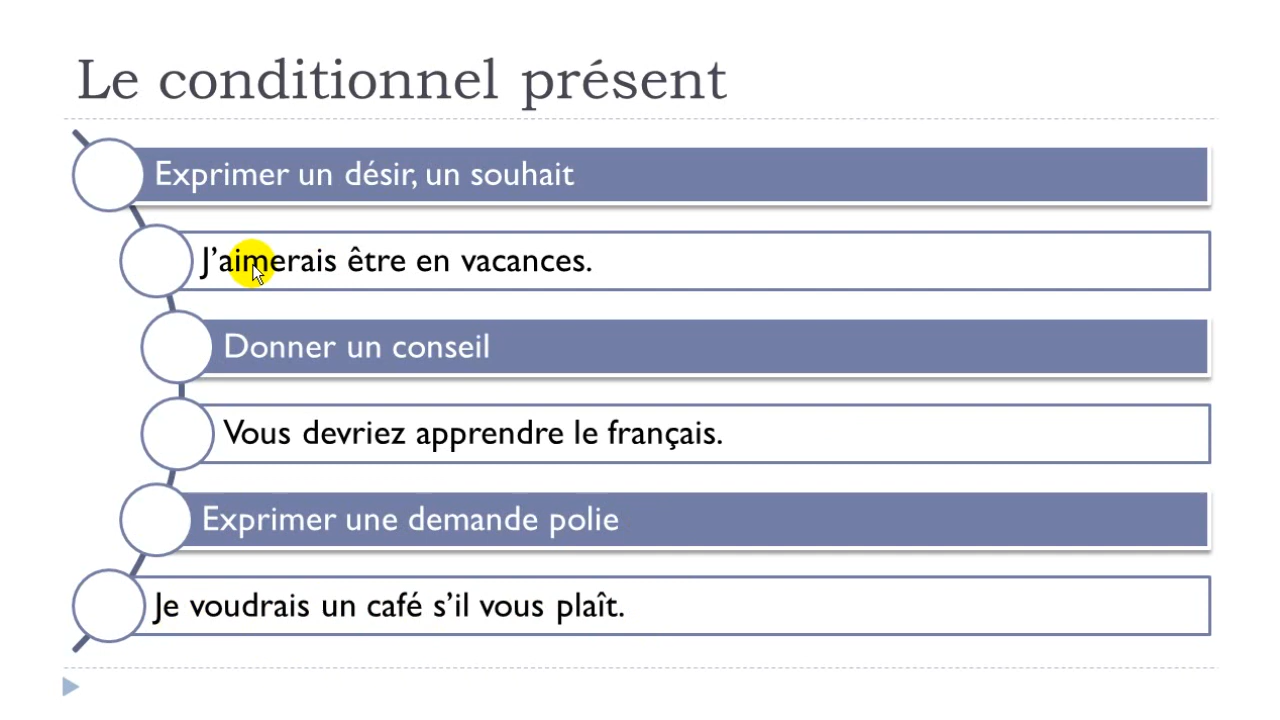 Le conditionnel présent
Exprimer un désir, un souhait
J’aimerais être en vacances.
Donner un conseil
Vous devriez apprendre le français.
Exprimer une demande polie
Je voudrais un café s’il vous plaît.